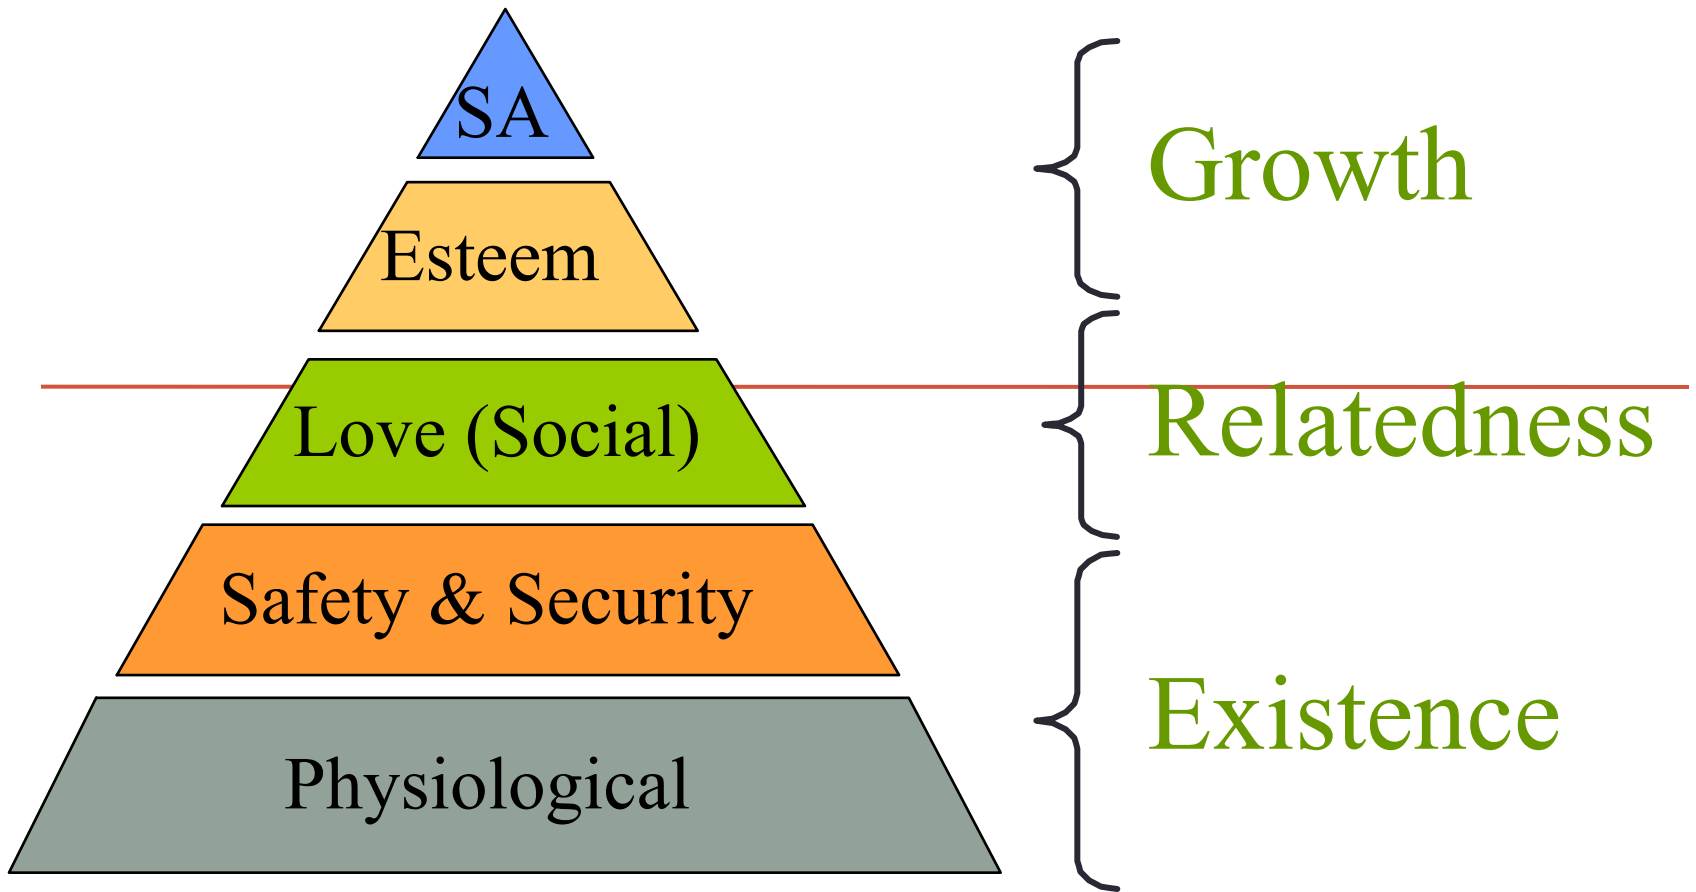 SA
Growth
Esteem
Love (Social)
Relatedness
Safety & Security
Existence
Physiological